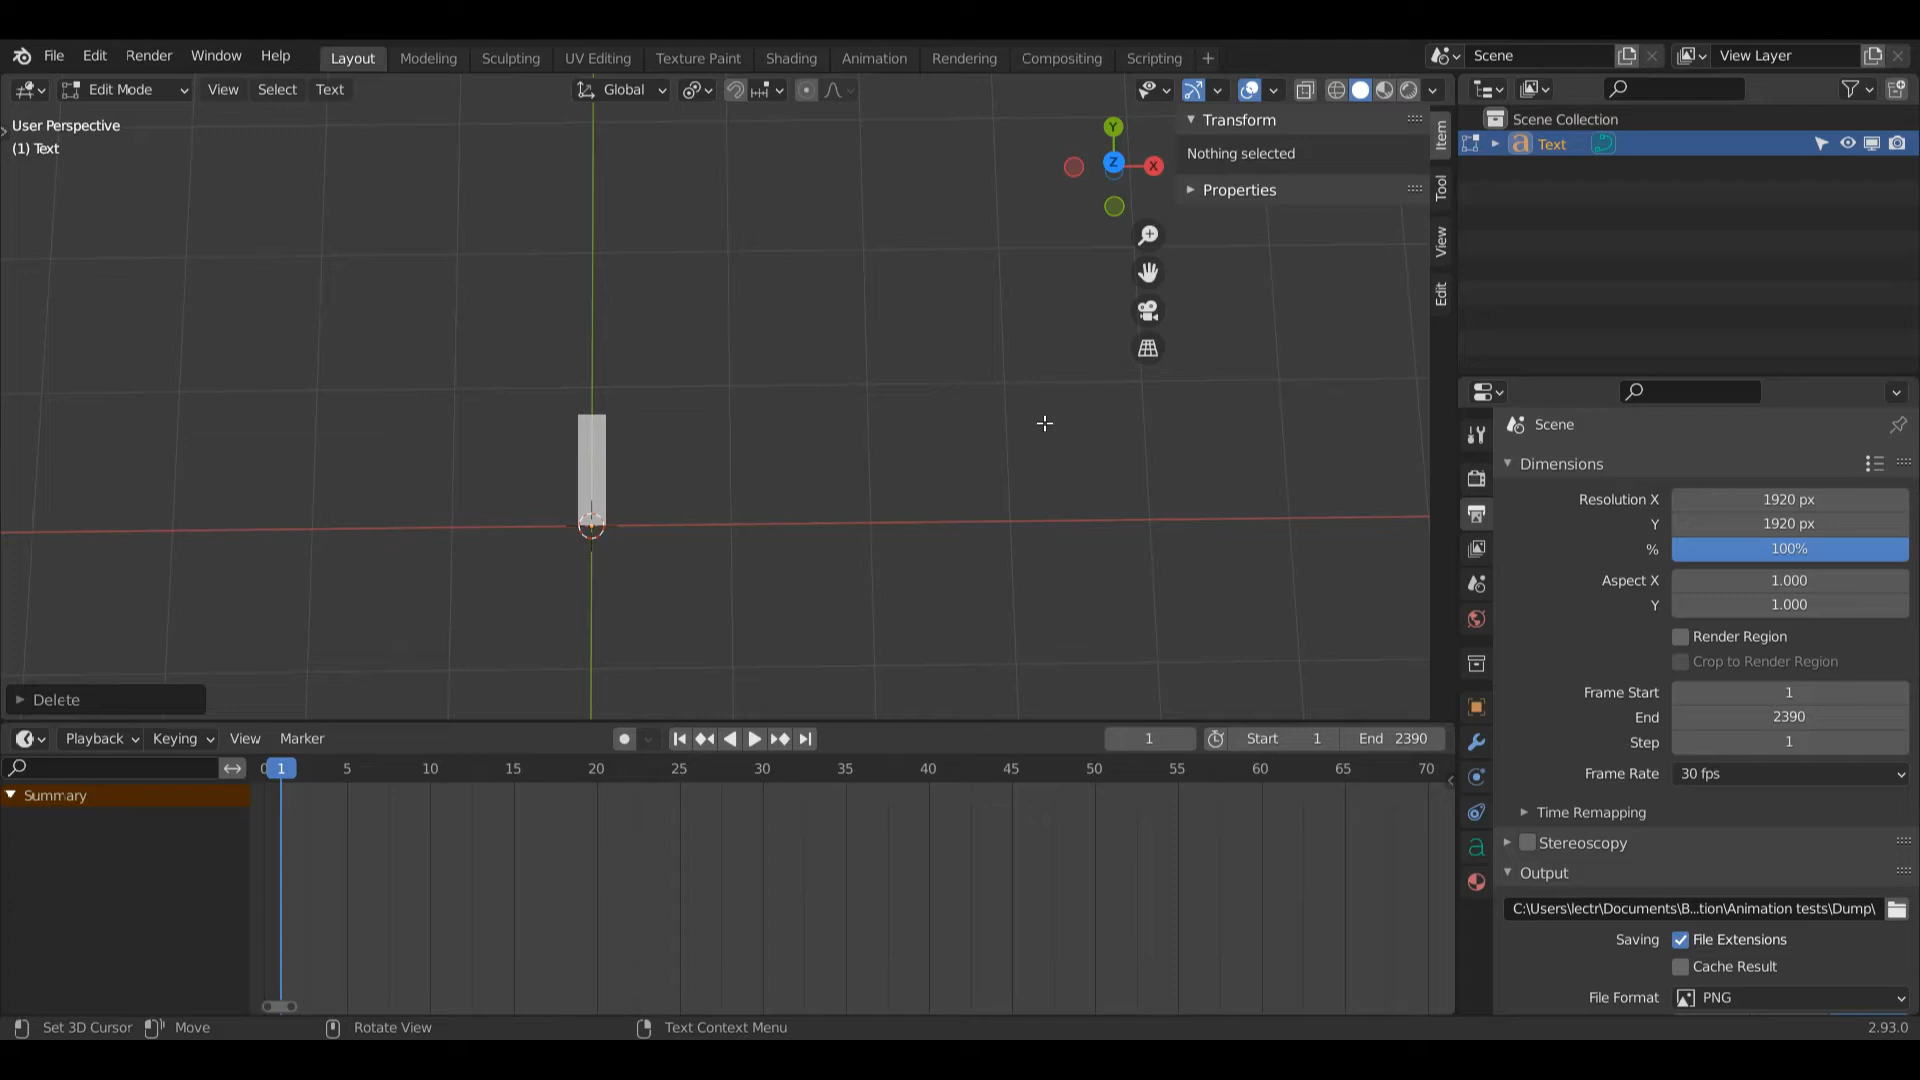 File Edit Render Window Help Layout Modeling Sculpting UV Editing Texture Paint Shading Animation Rendering Compositing Scripting + Scene View Layer
Edit Mode View Select Text Global
User Perspective
(1) Text
Y
Z
X
Transform
Nothing selected
Properties
Item
Tool
View
Edit
Scene Collection
Text
Scene
Dimensions
Resolution X 1920 px
Y 1920 px
% 100%
Aspect X 1.000
Y 1.000
Render Region
Crop to Render Region
Frame Start 1
End 2390
Step 1
Frame Rate 30 fps
Time Remapping
Stereoscopy
Output
C:\Users\lectr\Documents\B...tion\Animation tests\Dump\
Saving File Extensions
Cache Result
File Format PNG
Delete
Playback Keying View Marker 1 Start 1 End 2390
0 1 5 10 15 20 25 30 35 40 45 50 55 60 65 70
Summary
Set 3D Cursor Move Rotate View Text Context Menu 2.93.0